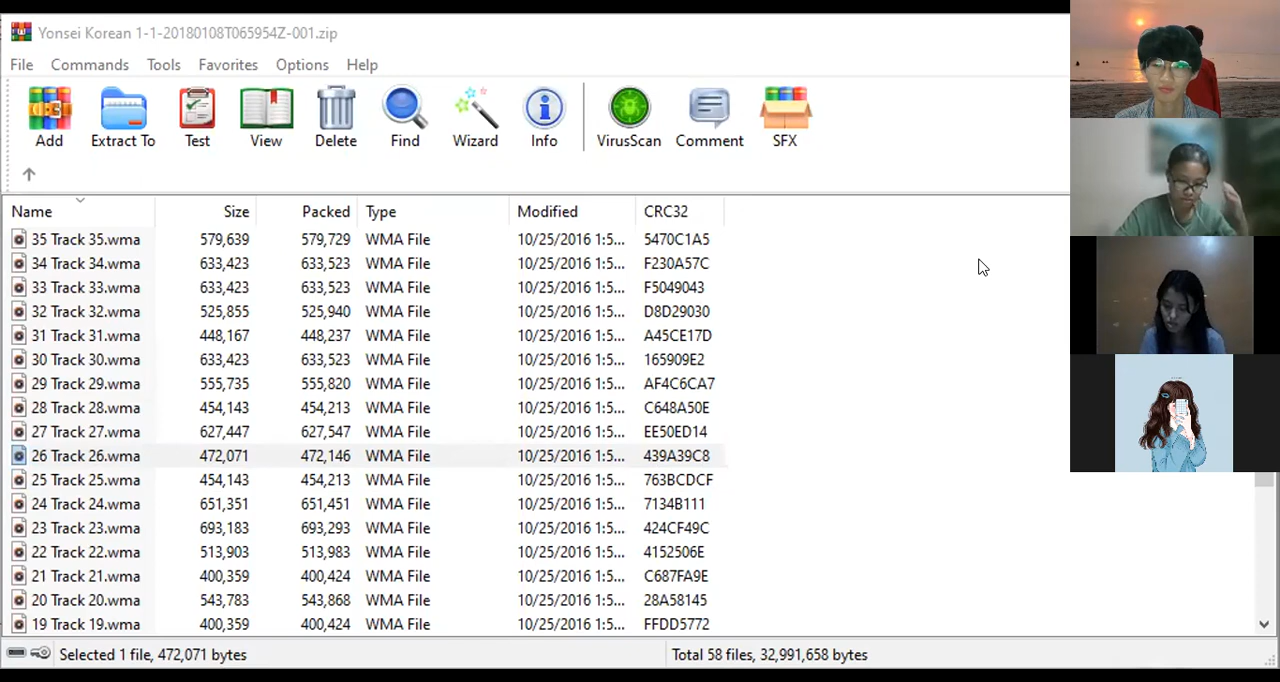 Yonsei Korean 1-1-20180108T065954Z-001.zip
File Commands Tools Favorites Options Help
Add Extract To Test View Delete Find Wizard Info VirusScan Comment SFX
Name Size Packed Type Modified CRC32
35 Track 35.wma 579,639 579,729 WMA File 10/25/2016 1:5... 5470C1A5
34 Track 34.wma 633,423 633,523 WMA File 10/25/2016 1:5... F230A57C
33 Track 33.wma 633,423 633,523 WMA File 10/25/2016 1:5... F5049043
32 Track 32.wma 525,855 525,940 WMA File 10/25/2016 1:5... D8D29030
31 Track 31.wma 448,167 448,237 WMA File 10/25/2016 1:5... A45CE17D
30 Track 30.wma 633,423 633,523 WMA File 10/25/2016 1:5... 165909E2
29 Track 29.wma 555,735 555,820 WMA File 10/25/2016 1:5... AF4C6CA7
28 Track 28.wma 454,143 454,213 WMA File 10/25/2016 1:5... C648A50E
27 Track 27.wma 627,447 627,547 WMA File 10/25/2016 1:5... EE50ED14
26 Track 26.wma 472,071 472,146 WMA File 10/25/2016 1:5... 439A39C8
25 Track 25.wma 454,143 454,213 WMA File 10/25/2016 1:5... 763BCDCF
24 Track 24.wma 651,351 651,451 WMA File 10/25/2016 1:5... 7134B111
23 Track 23.wma 693,183 693,293 WMA File 10/25/2016 1:5... 424CF49C
22 Track 22.wma 513,903 513,983 WMA File 10/25/2016 1:5... 4152506E
21 Track 21.wma 400,359 400,424 WMA File 10/25/2016 1:5... C687FA9E
20 Track 20.wma 543,783 543,868 WMA File 10/25/2016 1:5... 28A58145
19 Track 19.wma 400,359 400,424 WMA File 10/25/2016 1:5... FFDD5772
Selected 1 file, 472,071 bytes Total 58 files, 32,991,658 bytes